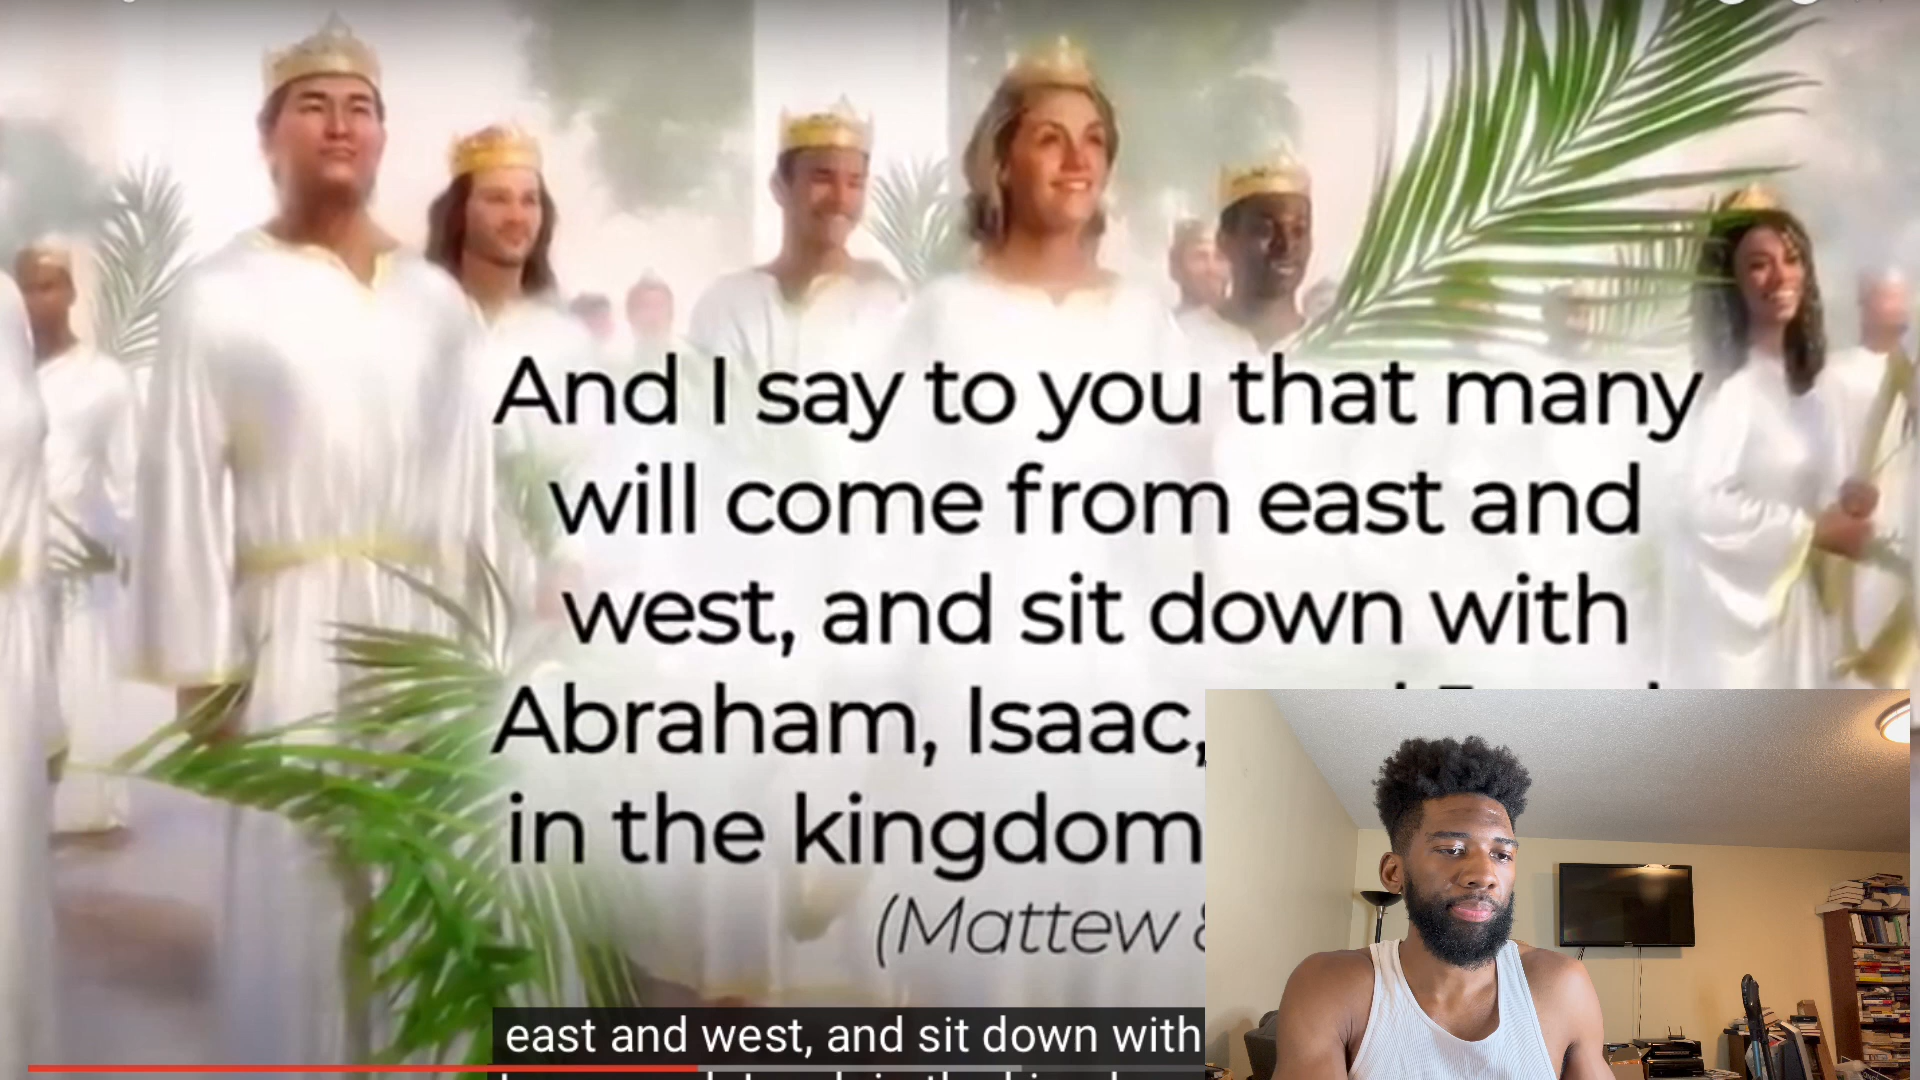 And I say to you that many
will come from east and
west, and sit down with
Abraham, Isaac,
in the kingdom
(Mattew 8
east and west, and sit down with